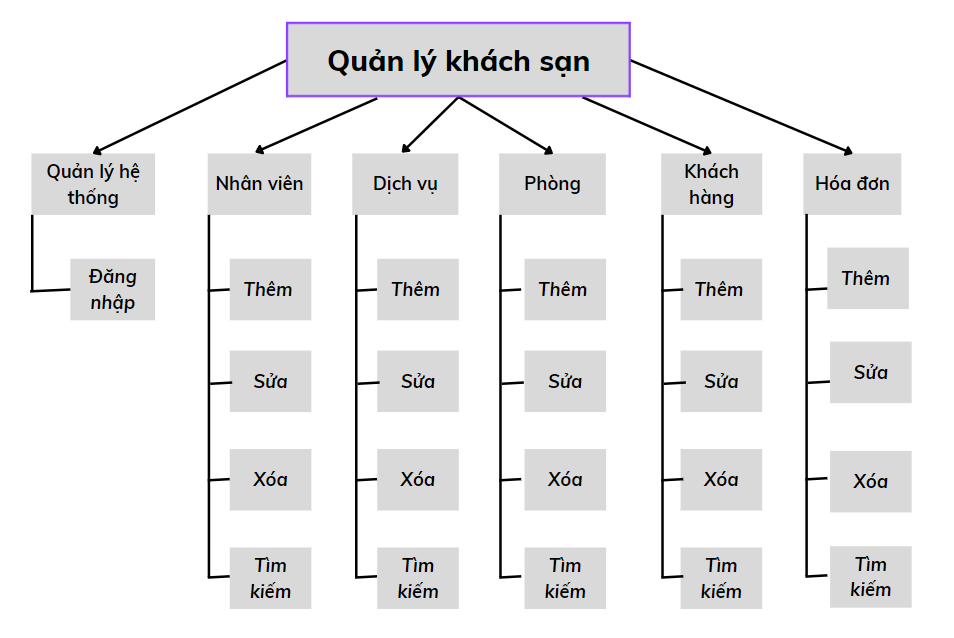 Quản lý khách sạn
Quản lý hệ
thống
Nhân viên
Dịch vụ
Phòng
Khách
hàng
Hóa đơn
Đăng
nhập
Thêm
Thêm
Thêm
Thêm
Thêm
Sửa
Sửa
Sửa
Sửa
Sửa
Xóa
Xóa
Xóa
Xóa
Xóa
Tìm
kiếm
Tìm
kiếm
Tìm
kiếm
Tìm
kiếm
Tìm
kiếm